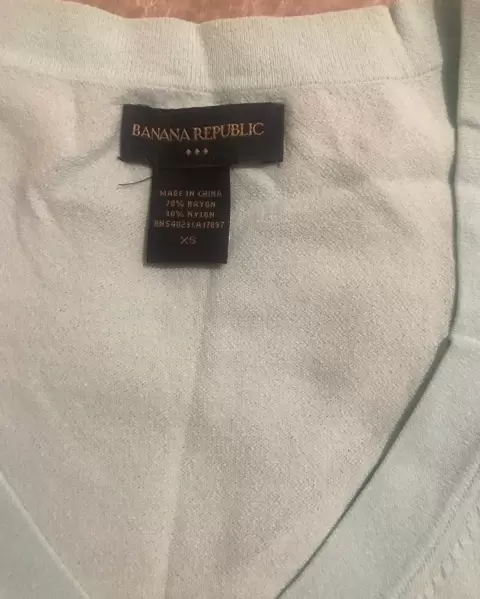 BANANA REPUBLIC
MADE IN CHINA
70% RAYON
30% NYLON
XS